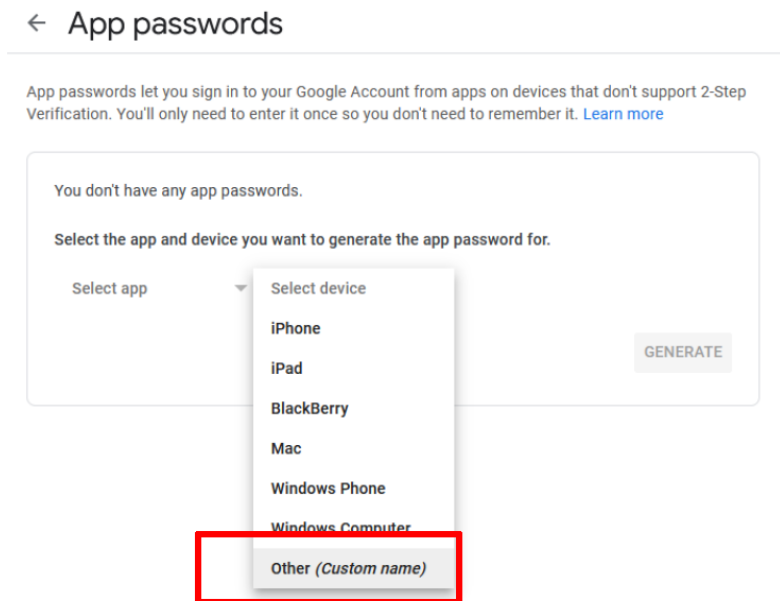 App passwords
App passwords let you sign in to your Google Account from apps on devices that don't support 2-Step
Verification. You'll only need to enter it once so you don't need to remember it. Learn more
You don't have any app passwords.
Select the app and device you want to generate the app password for.
Select app
Select device
iPhone
iPad
BlackBerry
Mac
Windows Phone
Windows Computer
Other (Custom name)
GENERATE